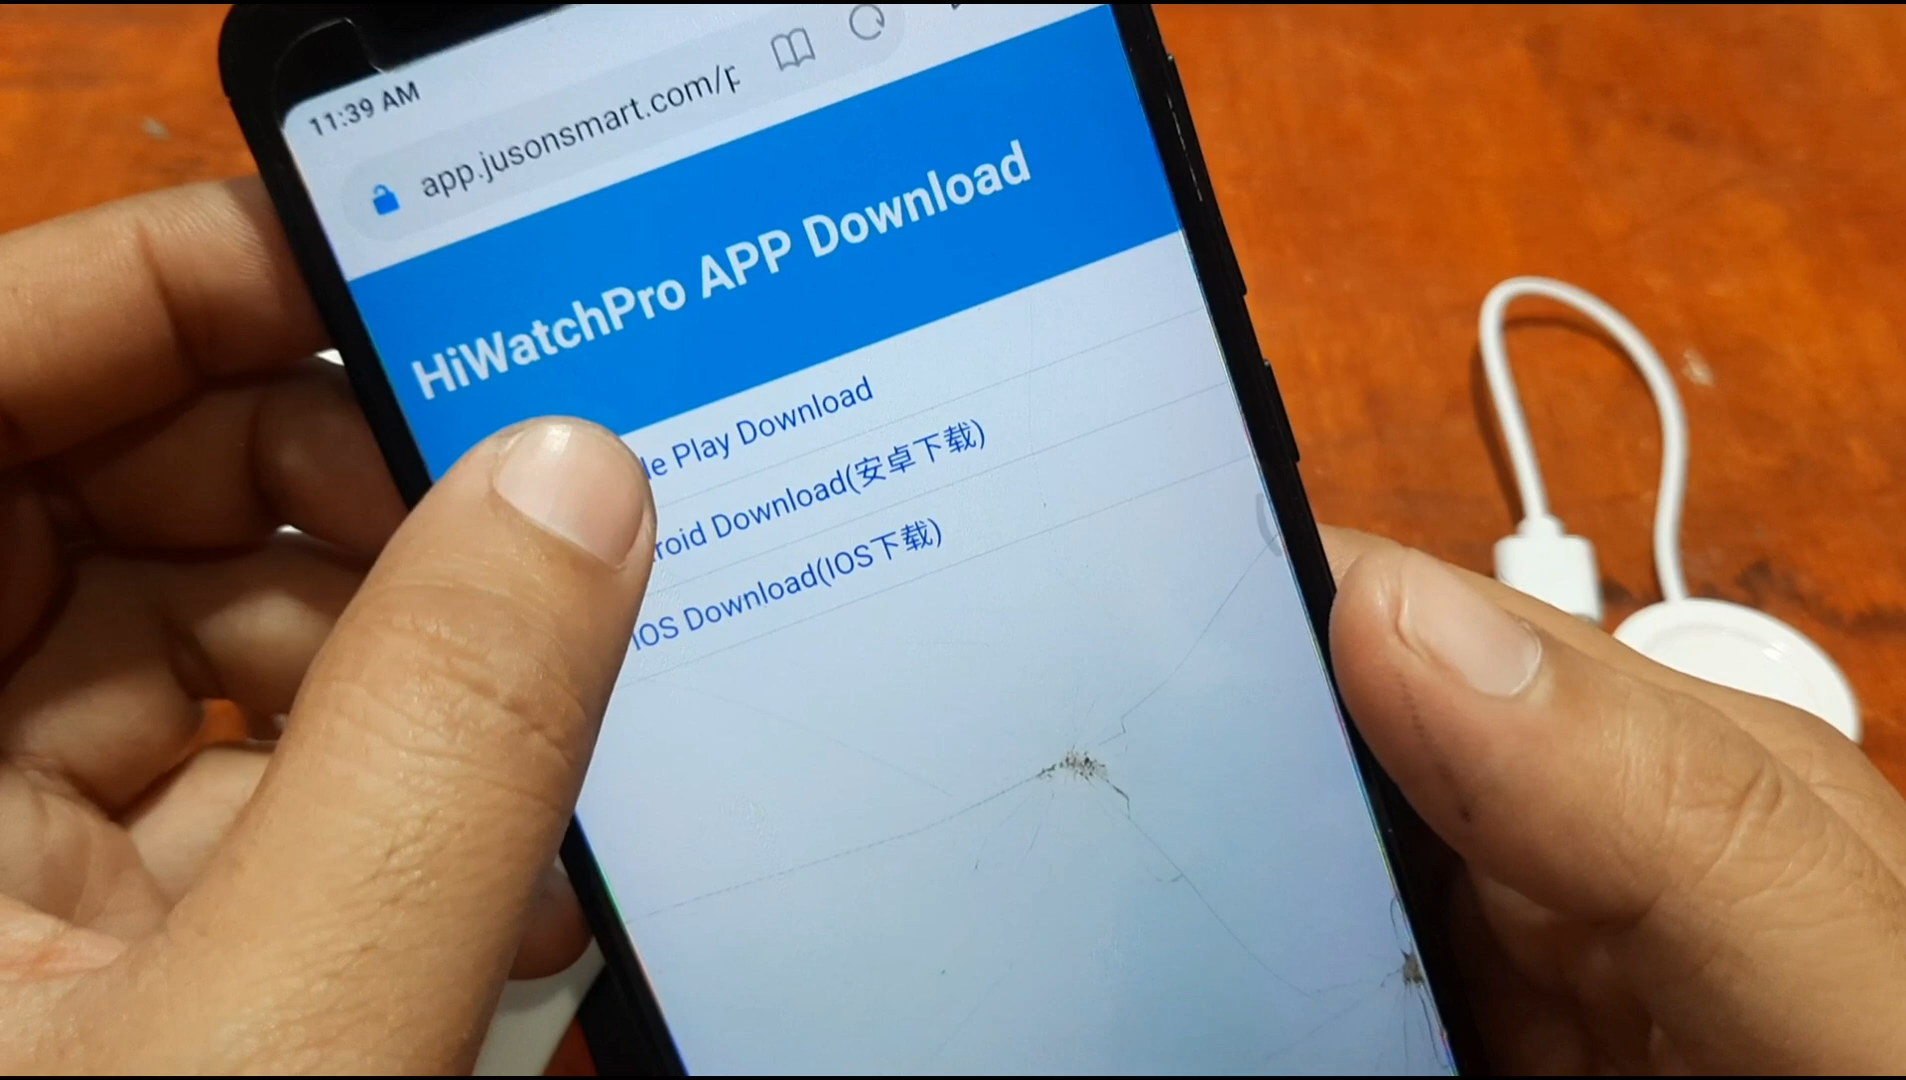 11:39 AM
app.jusonsmart.com/p
HiWatchPro APP Download
le Play Download
roid Download(安卓下载)
IOS Download(IOS下载)